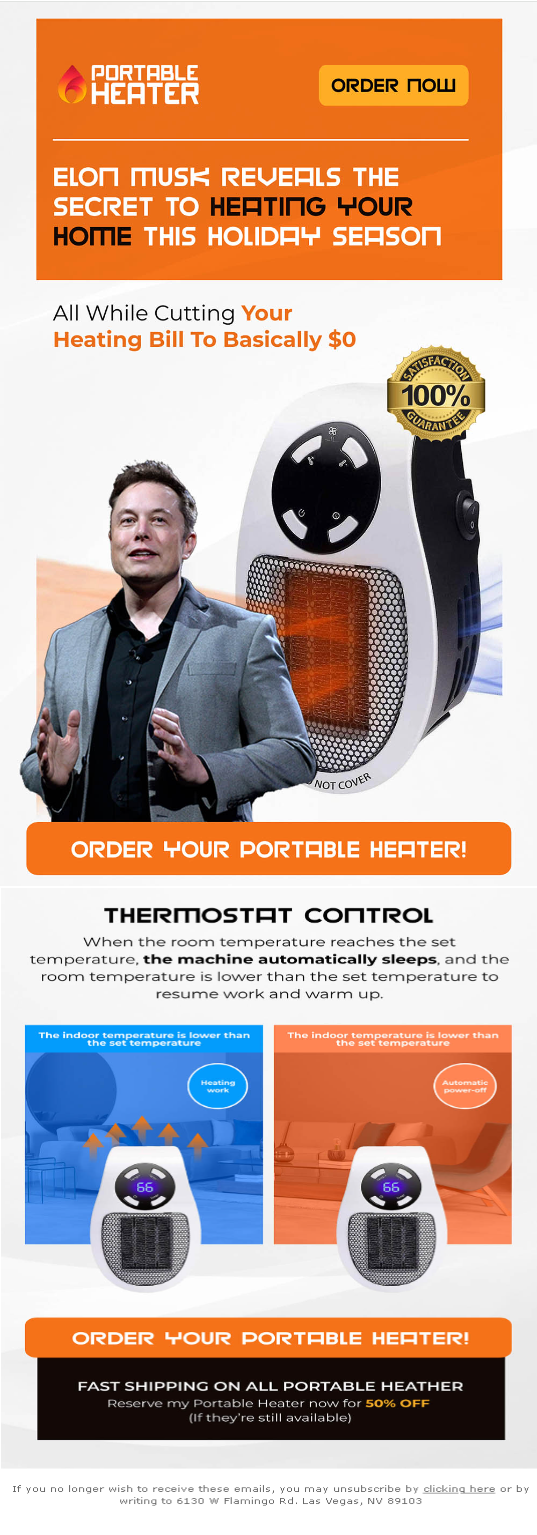 PORTABLE
HEATER
ORDER NOW
ELON MUSK REVEALS THE
SECRET TO HEATING YOUR
HOME THIS HOLIDAY SEASON
All While Cutting Your
Heating Bill To Basically $0
SATISFACTION
100%
GUARANTEE
NOT COVER
ORDER YOUR PORTABLE HEATER!
THERMOSTAT CONTROL
When the room temperature reaches the set
temperature, the machine automatically sleeps, and the
room temperature is lower than the set temperature to
resume work and warm up.
The indoor temperature is lower than
the set temperature
Heating
work
66
The indoor temperature is lower than
the set temperature
Automatic
power-off
66
ORDER YOUR PORTABLE HEATER!
FAST SHIPPING ON ALL PORTABLE HEATHER
Reserve my Portable Heater now for 50% OFF
(If they're still available)
If you no longer wish to receive these emails, you may unsubscribe by clicking here or by
writing to 6130 W Flamingo Rd. Las Vegas, NV 89103